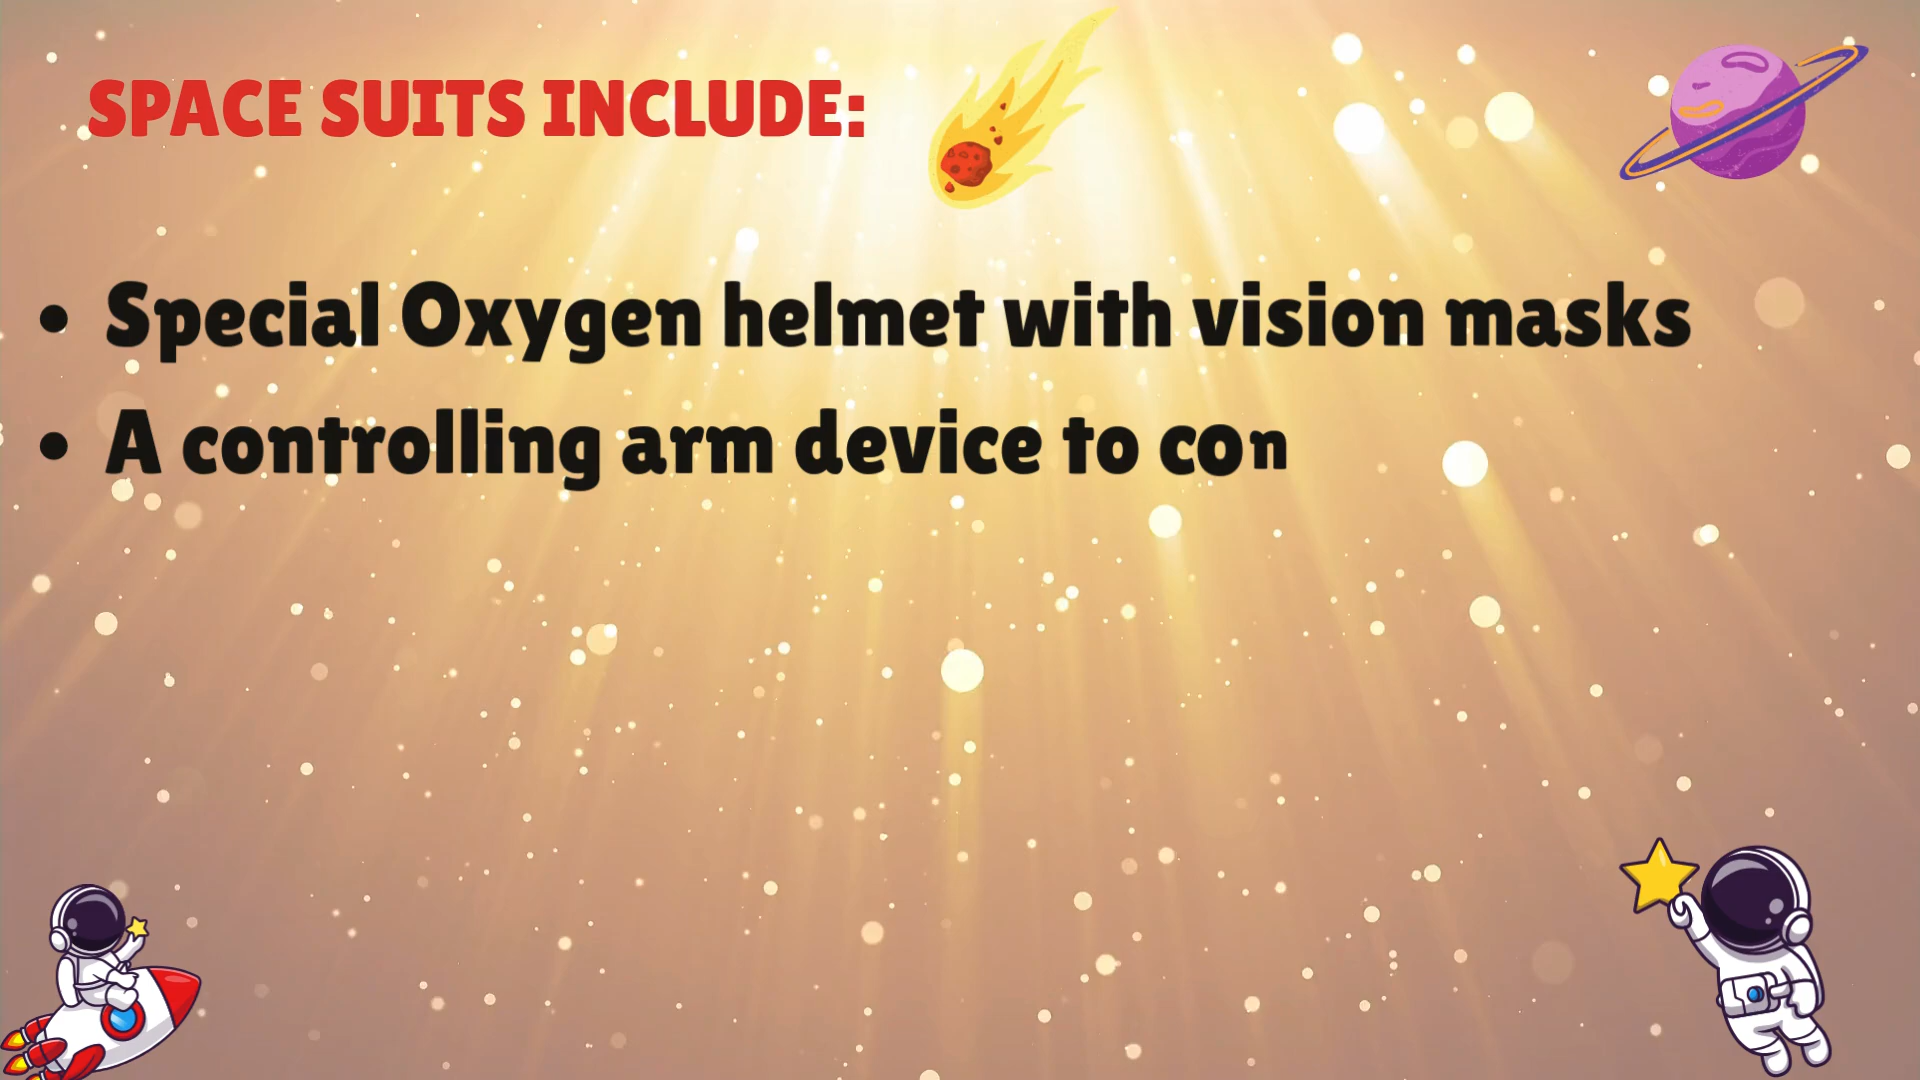 SPACE SUITS INCLUDE:
• Special Oxygen helmet with vision masks
• A controlling arm device to con